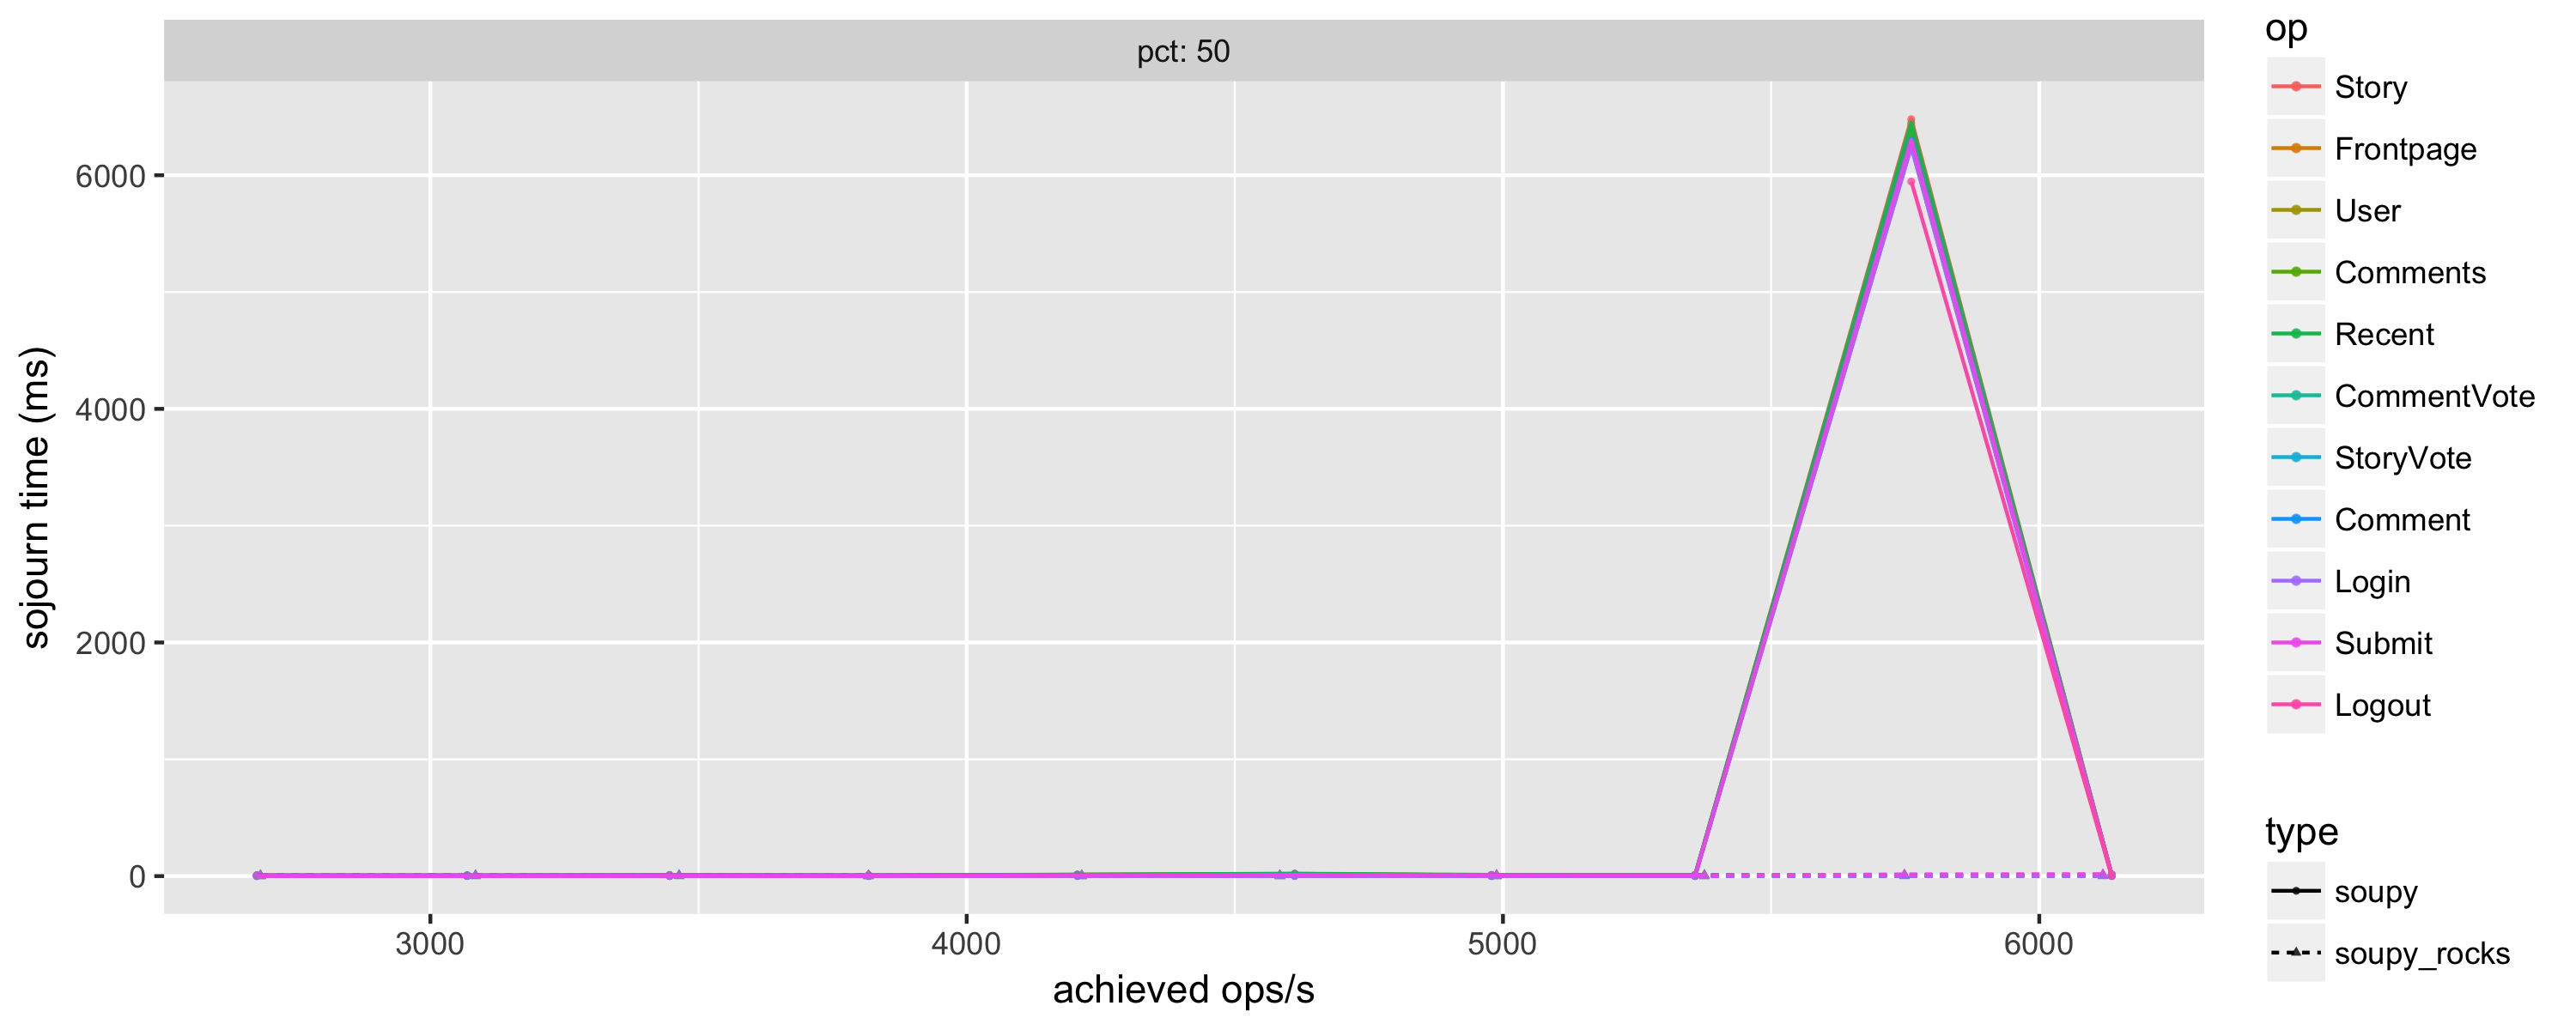 pct: 50
sojourn time (ms)
6000
4000
2000
0
3000
4000
5000
6000
achieved ops/s
op
Story
Frontpage
User
Comments
Recent
CommentVote
StoryVote
Comment
Login
Submit
Logout
type
soupy
soupy_rocks